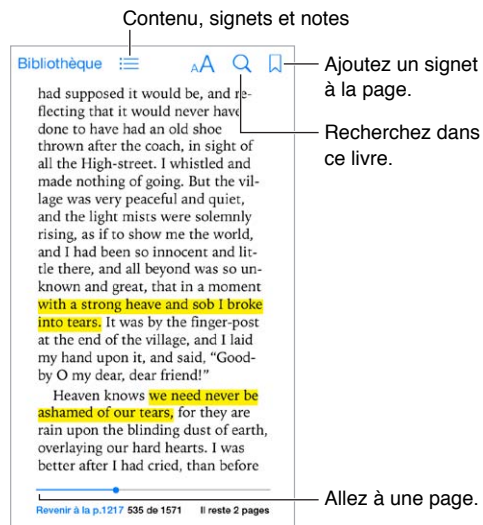 Contenu, signets et notes
Bibliothèque AA
Ajoutez un signet
à la page.
Recherchez dans
ce livre.
had supposed it would be, and re-
flecting that it would never have
done to have had an old shoe
thrown after the coach, in sight of
all the High-street. I whistled and
made nothing of going. But the vil-
lage was very peaceful and quiet,
and the light mists were solemnly
rising, as if to show me the world,
and I had been so innocent and lit-
tle there, and all beyond was so un-
known and great, that in a moment
with a strong heave and sob I broke
into tears. It was by the finger-post
at the end of the village, and I laid
my hand upon it, and said, “Good-
by O my dear, dear friend!”
Heaven knows we need never be
ashamed of our tears, for they are
rain upon the blinding dust of earth,
overlaying our hard hearts. I was
better after I had cried, than before
Allez à une page.
Revenir à la p.1217 535 de 1571 Il reste 2 pages